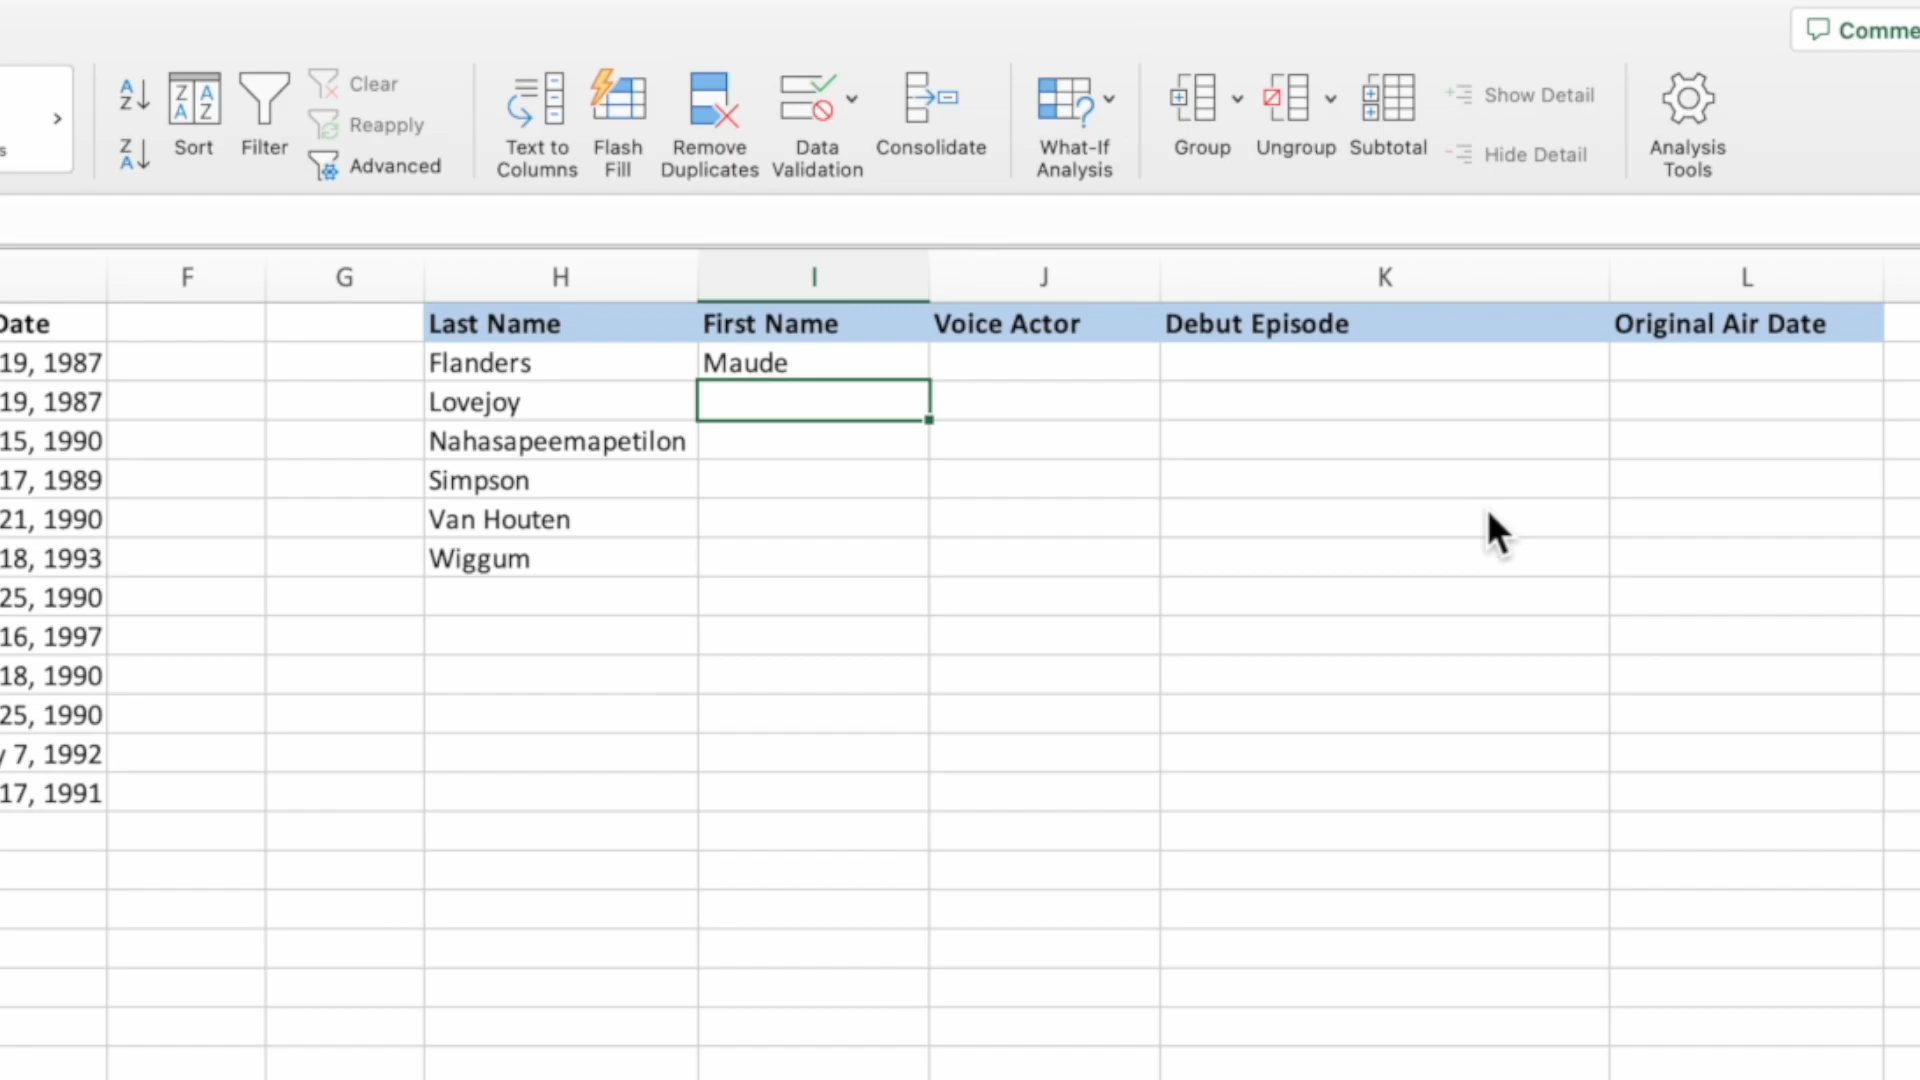 Comme
s
A
Z
Z
A
Z A
A Z
Sort
Filter
Clear
Reapply
Advanced
Text to
Columns
Flash
Fill
Remove
Duplicates
Data
Validation
Consolidate
What-If
Analysis
Group
Ungroup
Subtotal
Show Detail
Hide Detail
Analysis
Tools
F G H I J K L
Date Last Name First Name Voice Actor Debut Episode Original Air Date
19, 1987 Flanders Maude
19, 1987 Lovejoy
15, 1990 Nahasapeemapetilon
17, 1989 Simpson
21, 1990 Van Houten
18, 1993 Wiggum
25, 1990
16, 1997
18, 1990
25, 1990
y 7, 1992
17, 1991